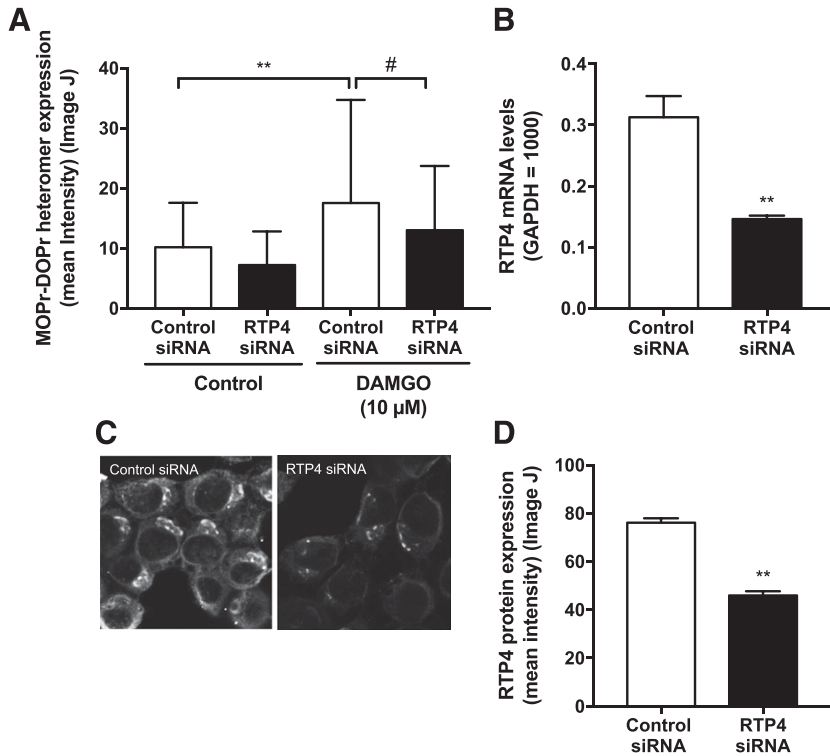 A
MOPr-DOPr heteromer expression
(mean Intensity) (Image J)
40
30
20
10
0
**
#
Control
siRNA
RTP4
siRNA
Control
siRNA
RTP4
siRNA
Control
DAMGO
(10 µM)
B
RTP4 mRNA levels
(GAPDH = 1000)
0.4
0.3
0.2
0.1
0.0
**
Control
siRNA
RTP4
siRNA
C
Control siRNA
RTP4 siRNA
D
RTP4 protein expression
(mean intensity) (Image J)
100
80
60
40
20
0
**
Control
siRNA
RTP4
siRNA